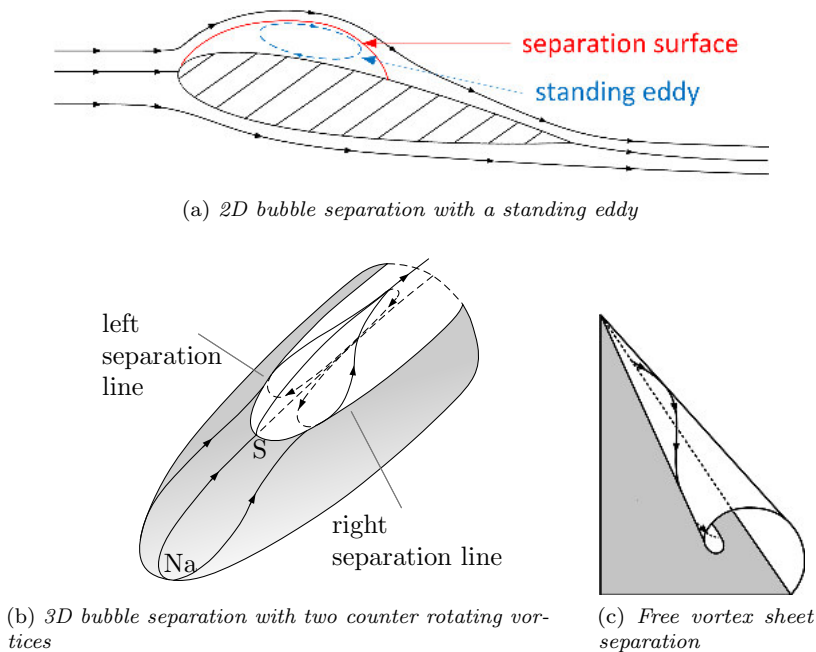 separation surface
standing eddy
(a) 2D bubble separation with a standing eddy
left
separation
line
S
Na
right
separation line
(b) 3D bubble separation with two counter rotating vor-
tices
(c) Free vortex sheet
separation